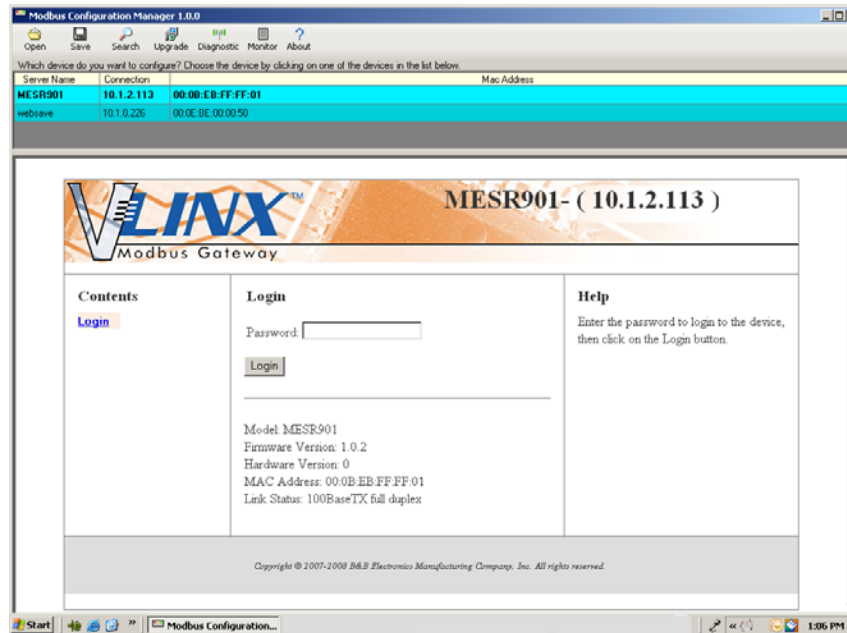 Modbus Configuration Manager 1.0.0
Open Save Search Upgrade Diagnostic Monitor About
Which device do you want to configure? Choose the device by clicking on one of the devices in the list below.
Server Name Connection Mac Address
MESR901 10.1.2.113 00:0B:EB:FF:FF:01
websave 10.1.0.226 00:0E:BE:00:00:50
VLINX™
Modbus Gateway
MESR901- ( 10.1.2.113 )
Contents
Login
Login
Password:
Login
Model: MESR901
Firmware Version: 1.0.2
Hardware Version: 0
MAC Address: 00:0B:EB:FF:FF:01
Link Status: 100BaseTX full duplex
Help
Enter the password to login to the device,
then click on the Login button.
Copyright © 2007-2008 B&B Electronics Manufacturing Company, Inc. All rights reserved.
Start » Modbus Configuration... « 1:06 PM